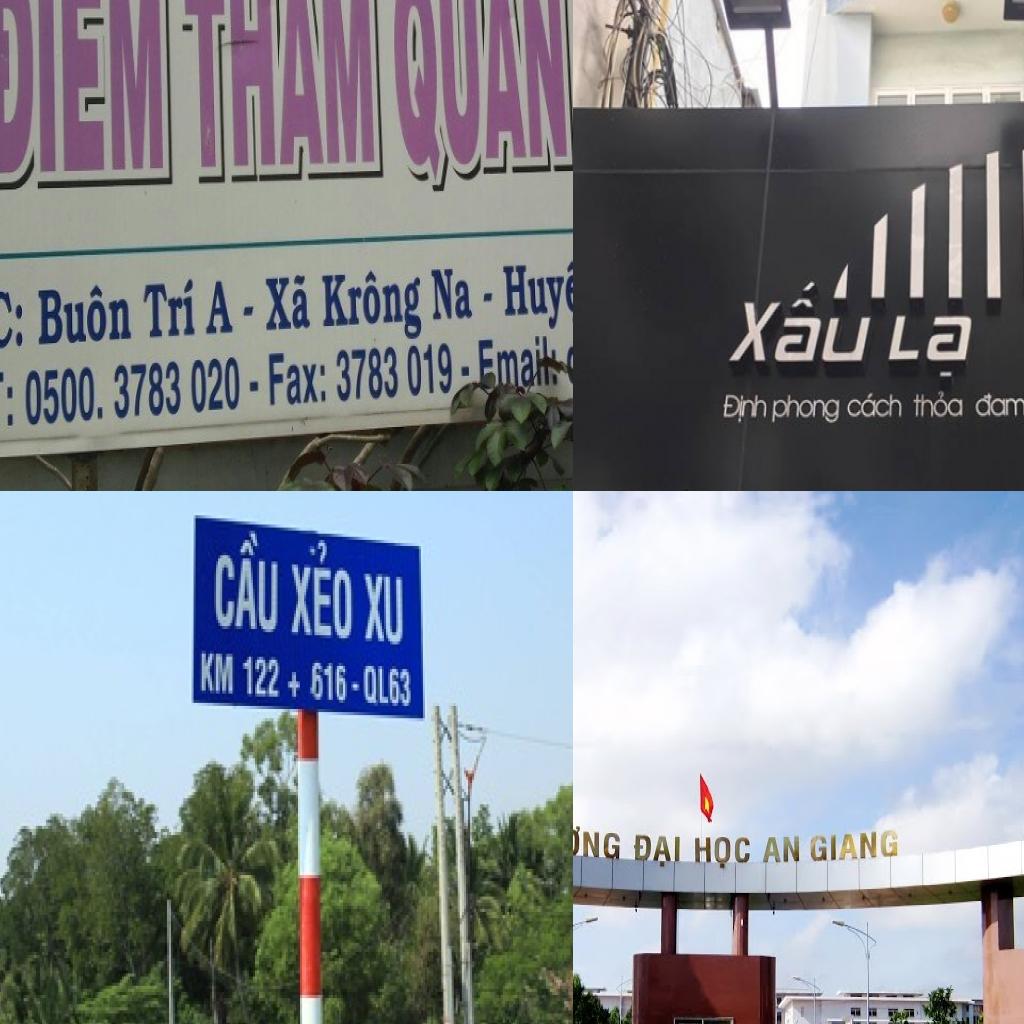 ĐIỂM THAM QUAN
C: Buôn Trí A - Xã Krông Na - Huyệ
T: 0500. 3783 020 - Fax: 3783 019 - Email:
Xấu Lạ
Định phong cách thỏa đam
CẦU XẺO XU
KM 122 + 616 - QL63
ỜNG ĐẠI HỌC AN GIANG